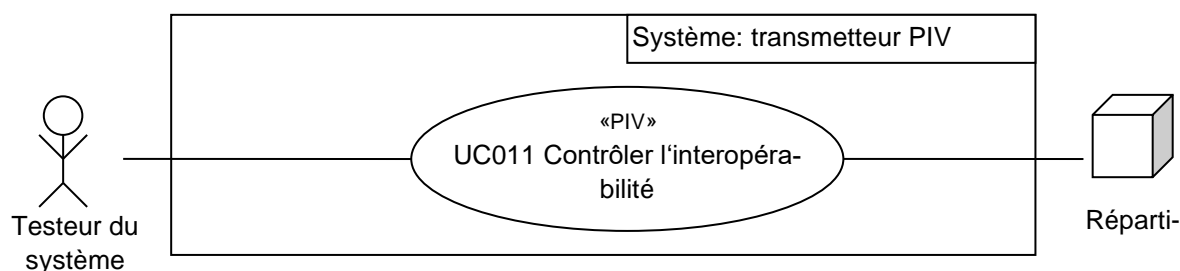 Système: transmetteur PIV
«PIV»
UC011 Contrôler l‘interopéra-
bilité
Testeur du
système
Réparti-